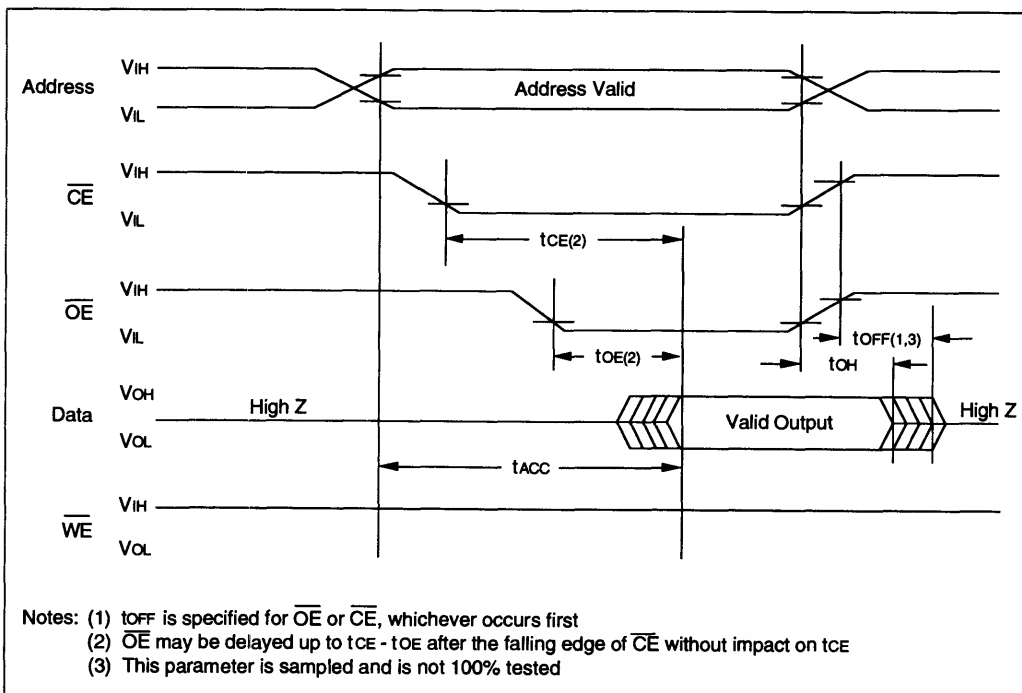 VIH
Address
Address Valid
VIL
VIH
CE
VIL
tCE(2)
VIH
OE
VIL
tOFF(1,3)
tOE(2)
tOH
VOH
Data
High Z
Valid Output
High Z
VOL
tACC
VIH
WE
VOL
Notes: (1) tOFF is specified for OE or CE, whichever occurs first
(2) OE may be delayed up to tCE - tOE after the falling edge of CE without impact on tCE
(3) This parameter is sampled and is not 100% tested